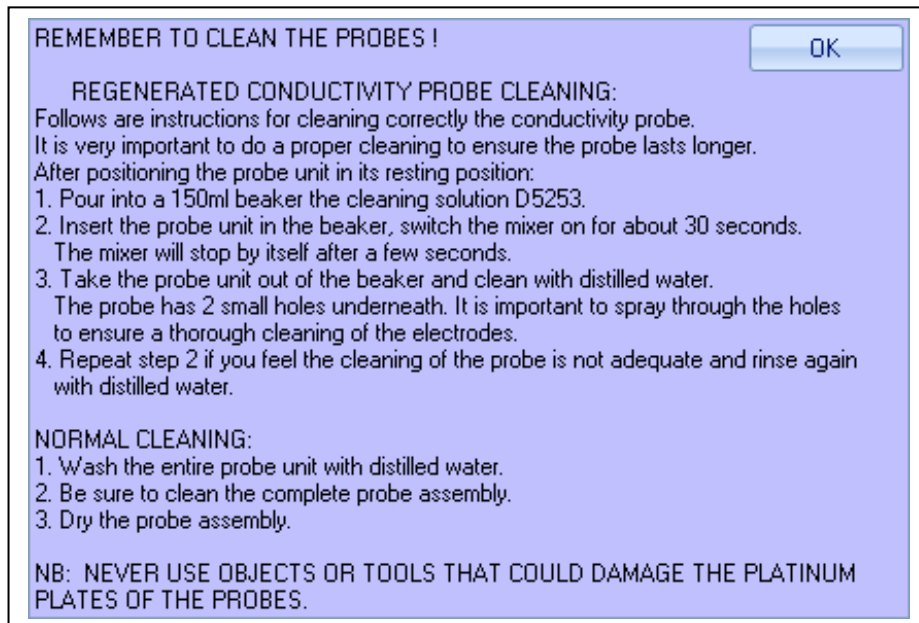 REMEMBER TO CLEAN THE PROBES !
OK
REGENERATED CONDUCTIVITY PROBE CLEANING:
Follows are instructions for cleaning correctly the conductivity probe.
It is very important to do a proper cleaning to ensure the probe lasts longer.
After positioning the probe unit in its resting position:
1. Pour into a 150ml beaker the cleaning solution D5253.
2. Insert the probe unit in the beaker, switch the mixer on for about 30 seconds.
The mixer will stop by itself after a few seconds.
3. Take the probe unit out of the beaker and clean with distilled water.
The probe has 2 small holes underneath. It is important to spray through the holes
to ensure a thorough cleaning of the electrodes.
4. Repeat step 2 if you feel the cleaning of the probe is not adequate and rinse again
with distilled water.
NORMAL CLEANING:
1. Wash the entire probe unit with distilled water.
2. Be sure to clean the complete probe assembly.
3. Dry the probe assembly.
NB: NEVER USE OBJECTS OR TOOLS THAT COULD DAMAGE THE PLATINUM
PLATES OF THE PROBES.